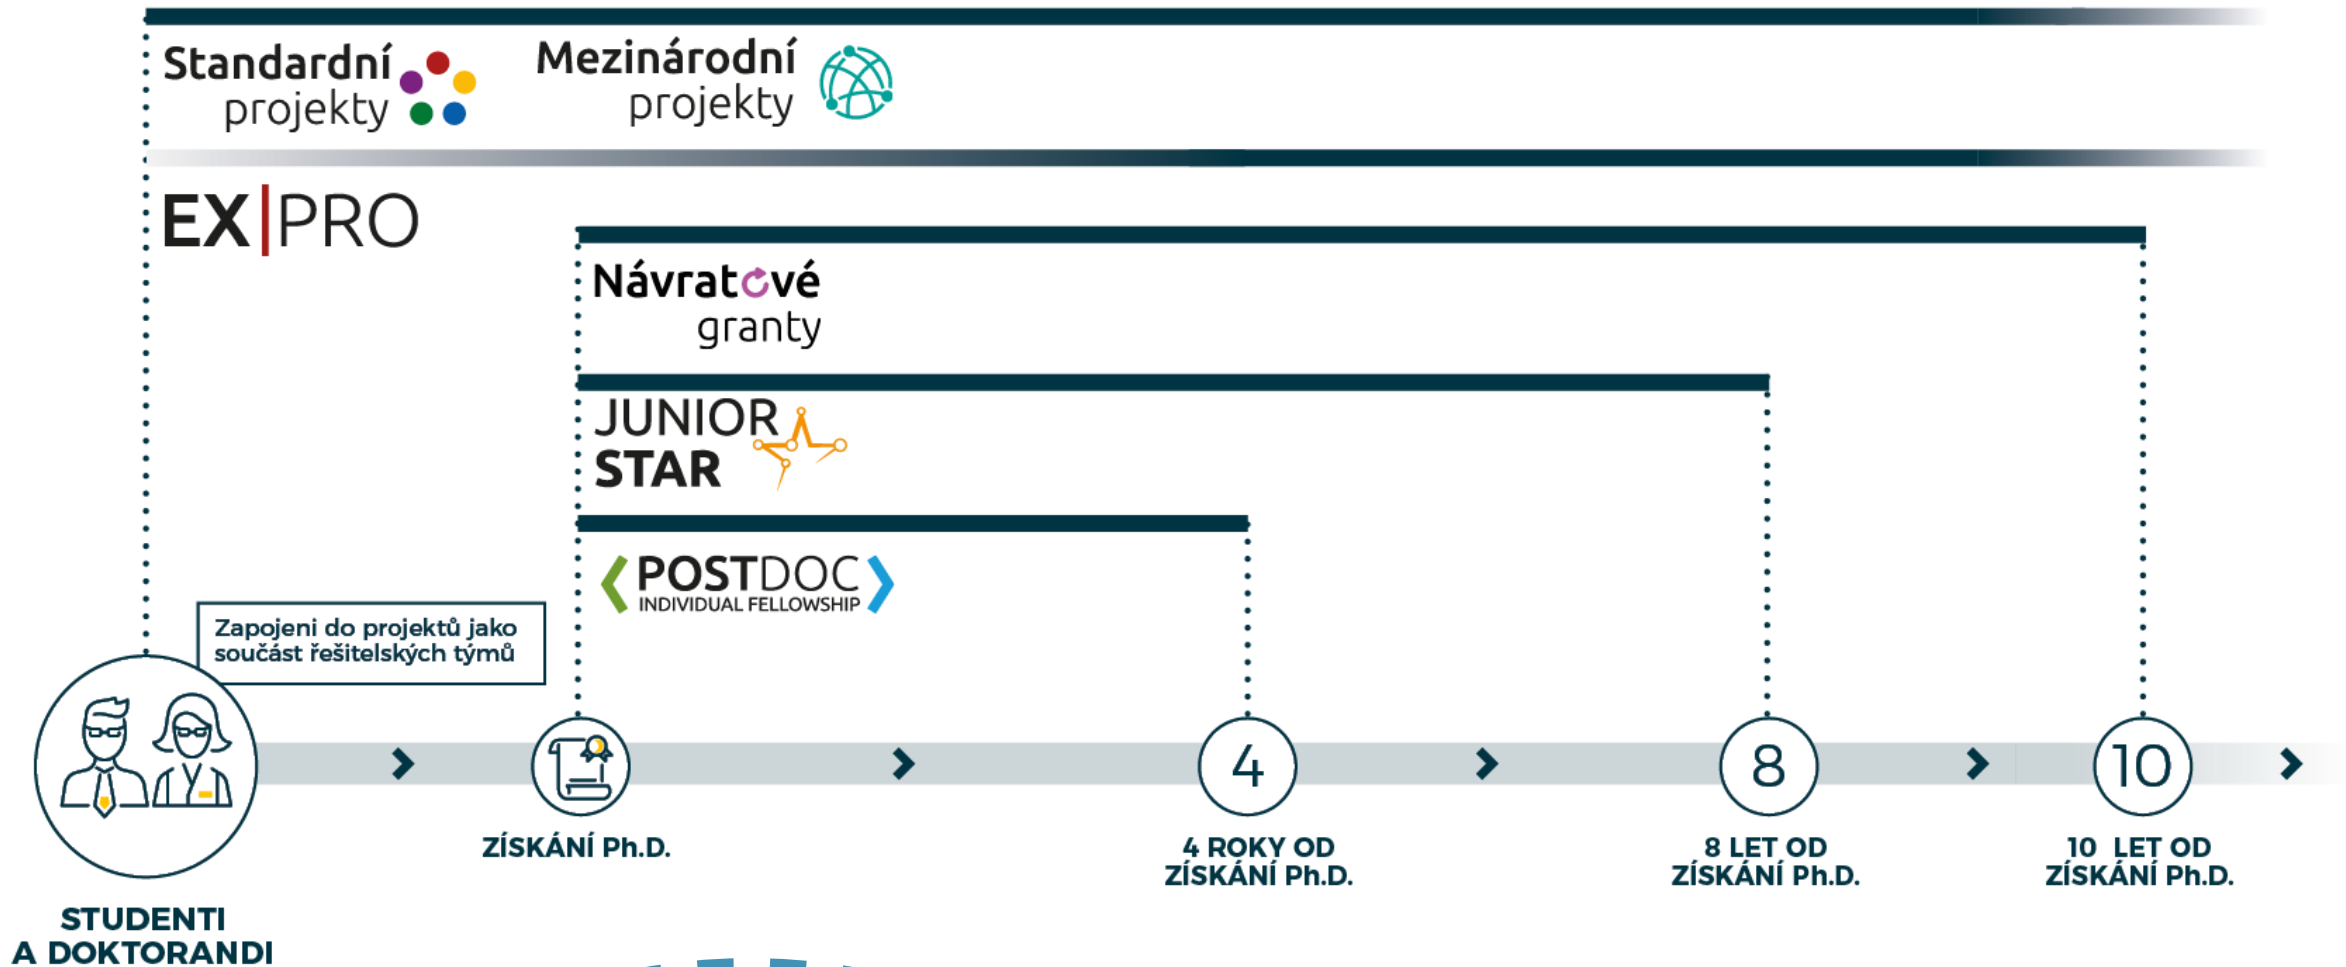 Standardní
projekty
Mezinárodní
projekty
EX|PRO
Návratové
granty
JUNIOR
STAR
POSTDOC
INDIVIDUAL FELLOWSHIP
Zapojeni do projektů jako
součást řešitelských týmů
4
8
10
ZÍSKÁNÍ Ph.D.
4 ROKY OD
ZÍSKÁNÍ Ph.D.
8 LET OD
ZÍSKÁNÍ Ph.D.
10 LET OD
ZÍSKÁNÍ Ph.D.
STUDENTI
A DOKTORANDI